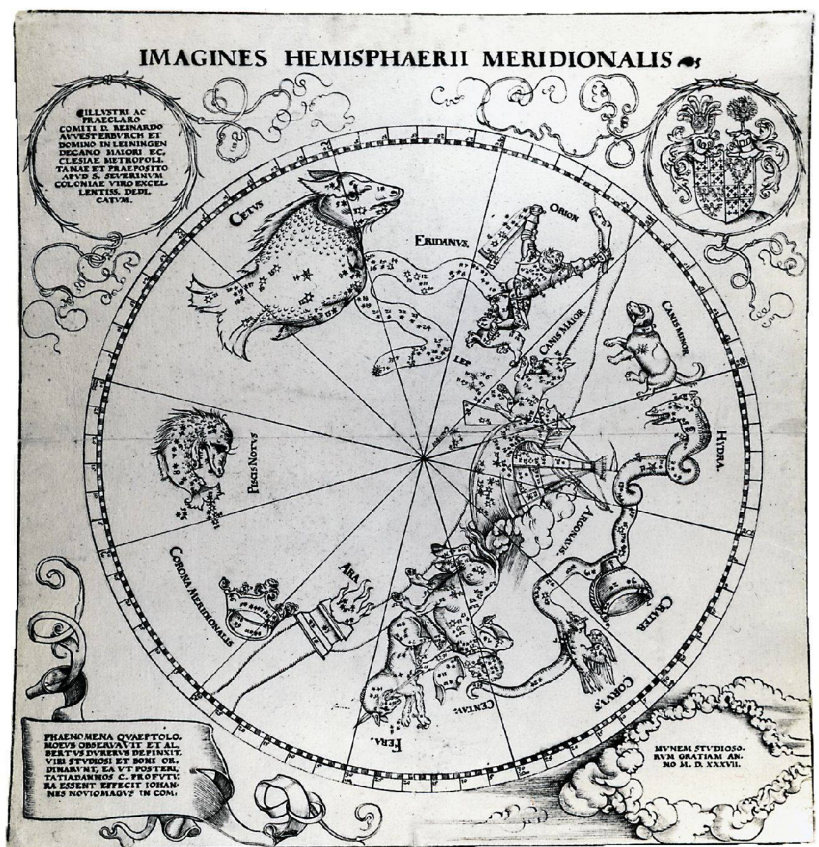 IMAGINES HEMISPHAERII MERIDIONALIS
ILLVSTRI AC
PRAECLARO
COMITI D. REINARDO
AVVESTERBVRCH ET
DOMINO IN LEININGEN
DECANO MAIORI EC,
CLESIAE METROPOLI,
TANAE ET PRAEPOSITO
APVD S. SEVERINVM
COLONIAE VIRO EXCEL
LENTISS. DEDI,
CATVM.
CETVS
ERIDANVS.
ORION
CANIS MINOR
CANIS MAIOR
LEP
HYDRA.
PISCIS NOTVS
ARGONAVIS.
CORONA MERIDIONALIS
ARA
CRATER
CORVVS
CENTAV.
FERA.
PHAENOMENA QVAE PTOLO,
MOEVS OBSERVAVIT ET AL,
BERTVS DVRERVS DEPINXIT,
VIRI STVDIOSI ET BONI OR,
DINARVNT, EA VT POSTERI,
TATI AD ANNOS C. PROFVTV,
RA ESSENT EFFECIT IOHAN,
NES NOVIOMAGVS IN COM,
MVNEM STVDIOSO,
RVM GRATIAM AN,
NO M. D. XXXVII.